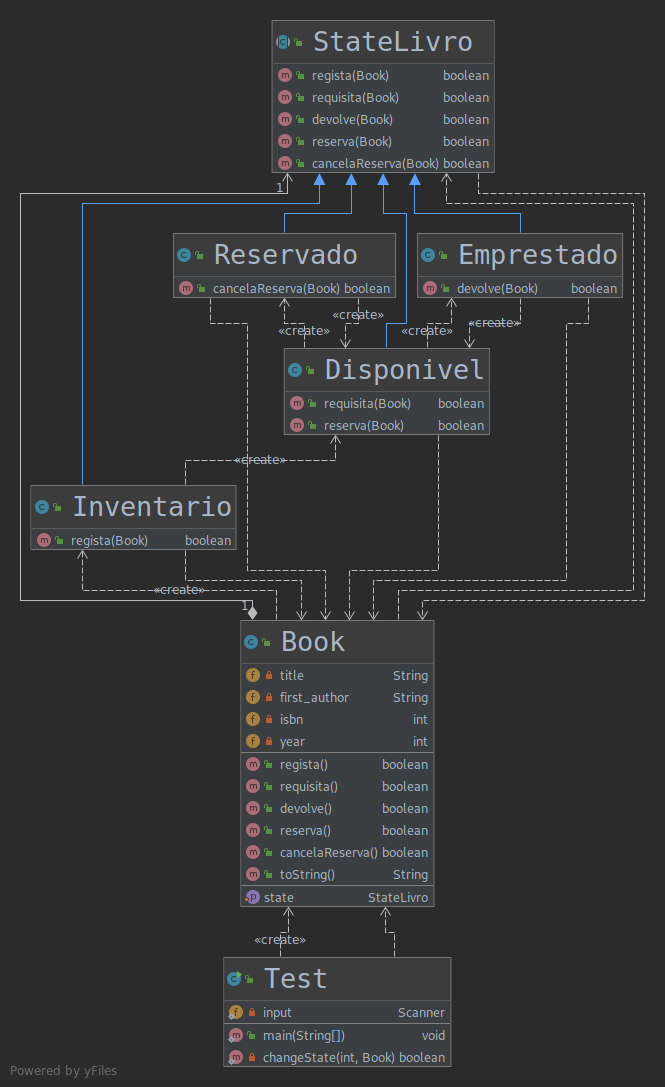 StateLivro
regista(Book) boolean
requisita(Book) boolean
devolve(Book) boolean
reserva(Book) boolean
cancelaReserva(Book) boolean
1
Reservado
cancelaReserva(Book) boolean
Emprestado
devolve(Book) boolean
«create»
«create»
«create»
«create»
Disponivel
requisita(Book) boolean
reserva(Book) boolean
«create»
Inventario
regista(Book) boolean
«create»
1
Book
title String
first_author String
isbn int
year int
regista() boolean
requisita() boolean
devolve() boolean
reserva() boolean
cancelaReserva() boolean
toString() String
state StateLivro
«create»
Test
input Scanner
main(String[]) void
changeState(int, Book) boolean
Powered by yFiles